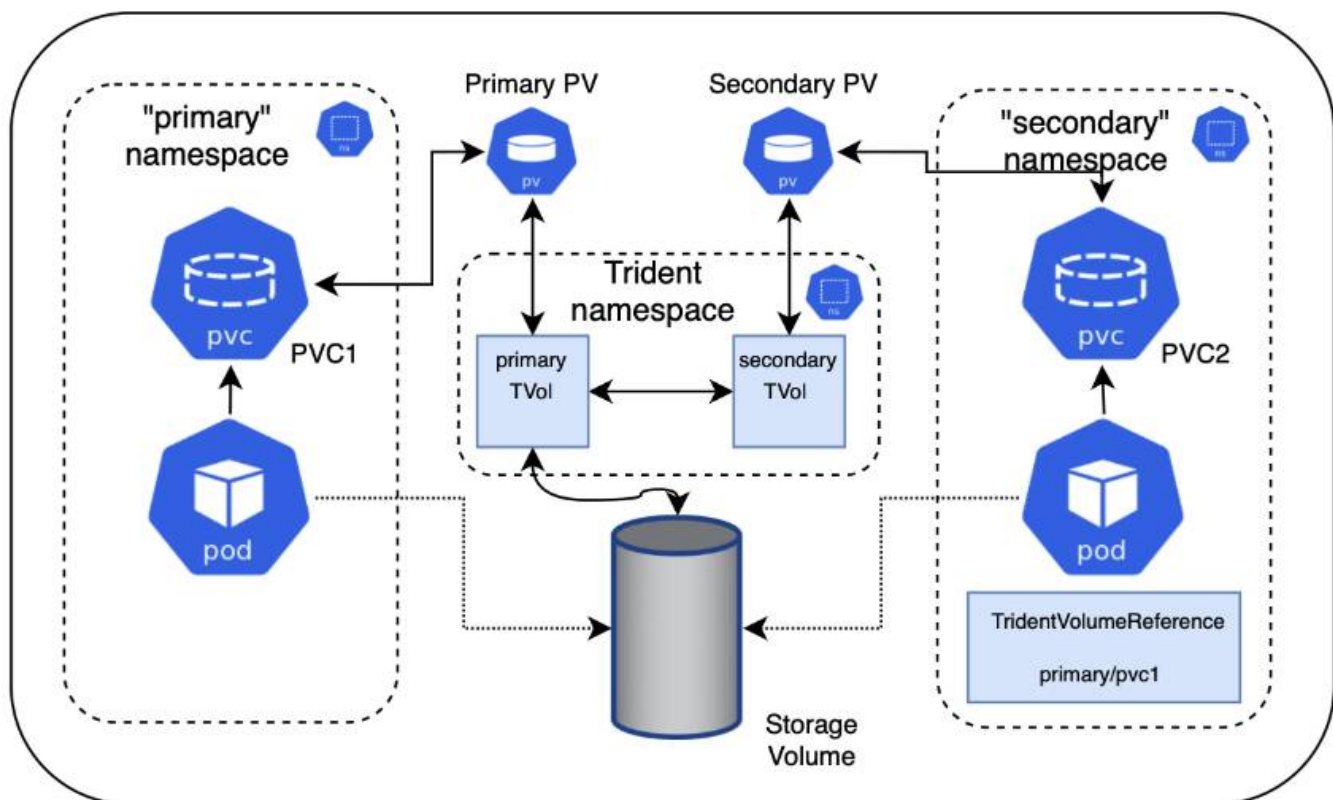 Primary PV
Secondary PV
"primary"
namespace
ns
"secondary"
namespace
ns
pv
pv
Trident
namespace
ns
pvc
PVC1
pvc
PVC2
primary
TVol
secondary
TVol
pod
pod
TridentVolumeReference
primary/pvc1
Storage
Volume